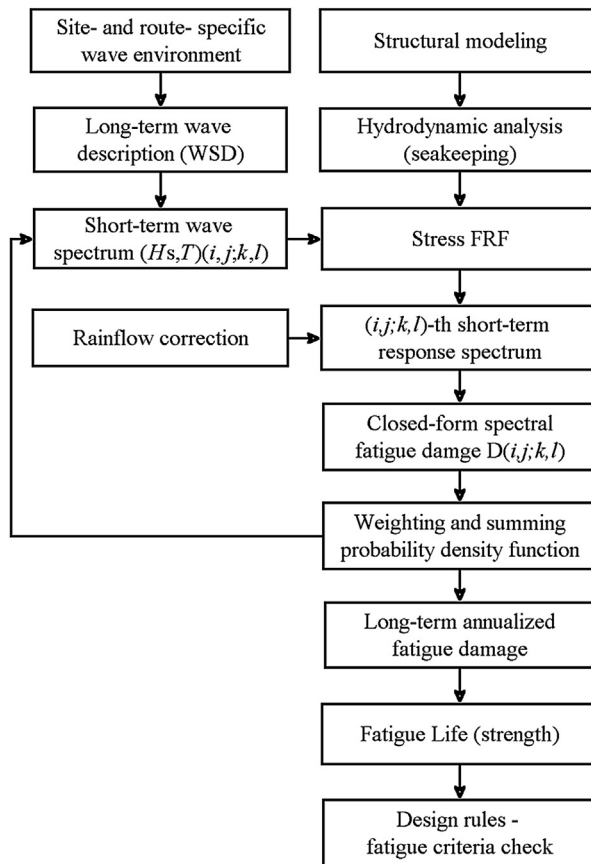 Site- and route- specific
wave environment
Structural modeling
Long-term wave
description (WSD)
Hydrodynamic analysis
(seakeeping)
Short-term wave
spectrum (Hs,T)(i,j;k,l)
Stress FRF
Rainflow correction
(i,j;k,l)-th short-term
response spectrum
Closed-form spectral
fatigue damge D(i,j;k,l)
Weighting and summing
probability density function
Long-term annualized
fatigue damage
Fatigue Life (strength)
Design rules -
fatigue criteria check